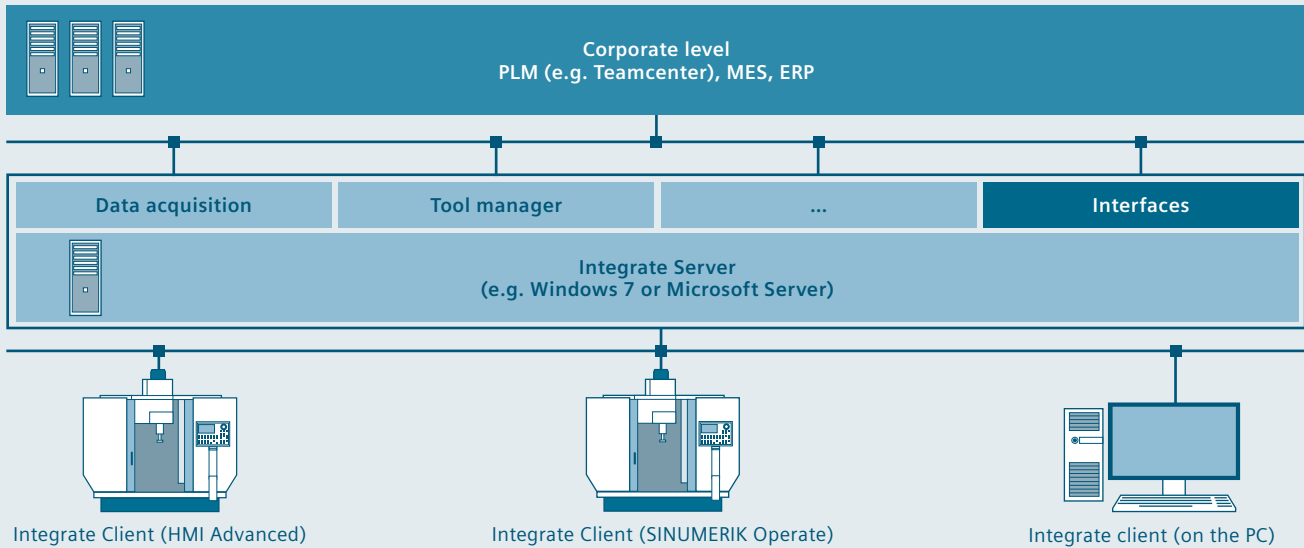 Corporate level
PLM (e.g. Teamcenter), MES, ERP
Data acquisition
Tool manager
...
Interfaces
Integrate Server
(e.g. Windows 7 or Microsoft Server)
Integrate Client (HMI Advanced)
Integrate Client (SINUMERIK Operate)
Integrate client (on the PC)